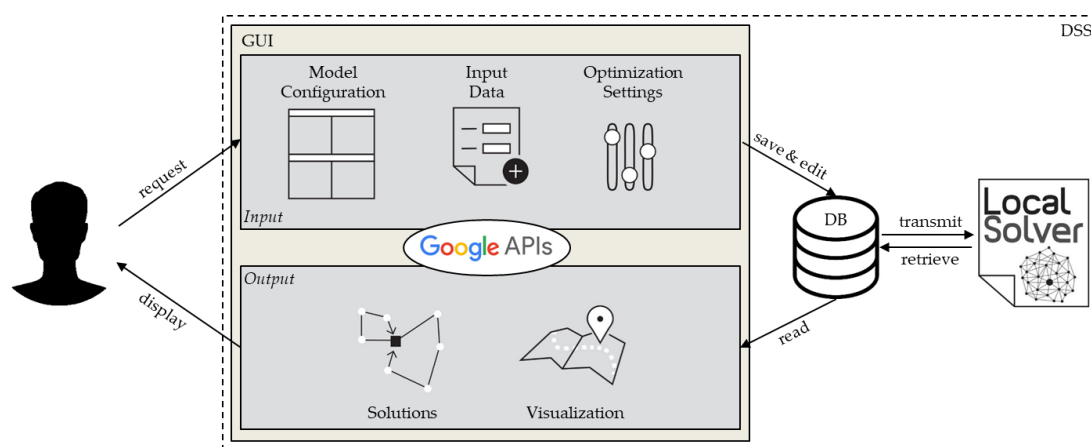 DSS
GUI
Model
Configuration
Input
Data
Optimization
Settings
Input
request
save & edit
DB
transmit
retrieve
Local
Solver
Google APIs
Output
display
read
Solutions
Visualization